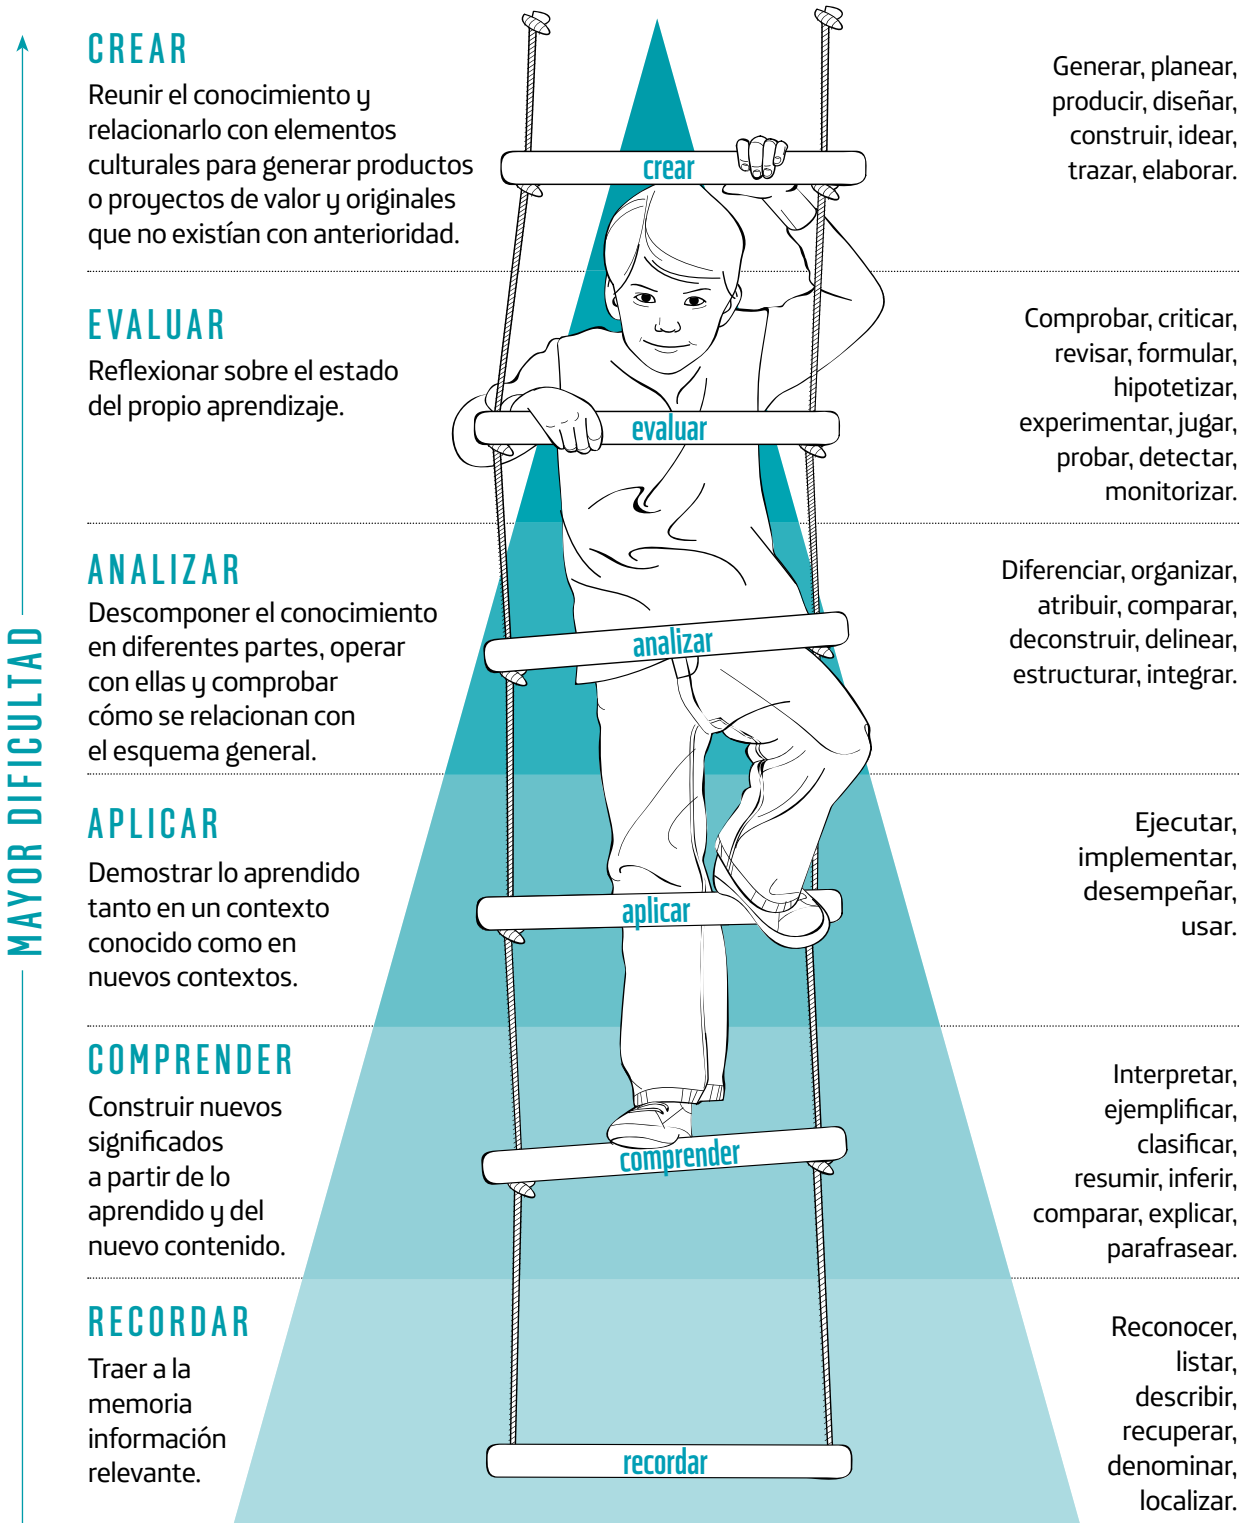 MAYOR DIFICULTAD
CREAR
Reunir el conocimiento y
relacionarlo con elementos
culturales para generar productos
o proyectos de valor y originales
que no existían con anterioridad.
crear
Generar, planear,
producir, diseñar,
construir, idear,
trazar, elaborar.
EVALUAR
Reflexionar sobre el estado
del propio aprendizaje.
evaluar
Comprobar, criticar,
revisar, formular,
hipotetizar,
experimentar, jugar,
probar, detectar,
monitorizar.
ANALIZAR
Descomponer el conocimiento
en diferentes partes, operar
con ellas y comprobar
cómo se relacionan con
el esquema general.
analizar
Diferenciar, organizar,
atribuir, comparar,
deconstruir, delinear,
estructurar, integrar.
APLICAR
Demostrar lo aprendido
tanto en un contexto
conocido como en
nuevos contextos.
aplicar
Ejecutar,
implementar,
desempeñar,
usar.
COMPRENDER
Construir nuevos
significados
a partir de lo
aprendido y del
nuevo contenido.
comprender
Interpretar,
ejemplificar,
clasificar,
resumir, inferir,
comparar, explicar,
parafrasear.
RECORDAR
Traer a la
memoria
información
relevante.
recordar
Reconocer,
listar,
describir,
recuperar,
denominar,
localizar.